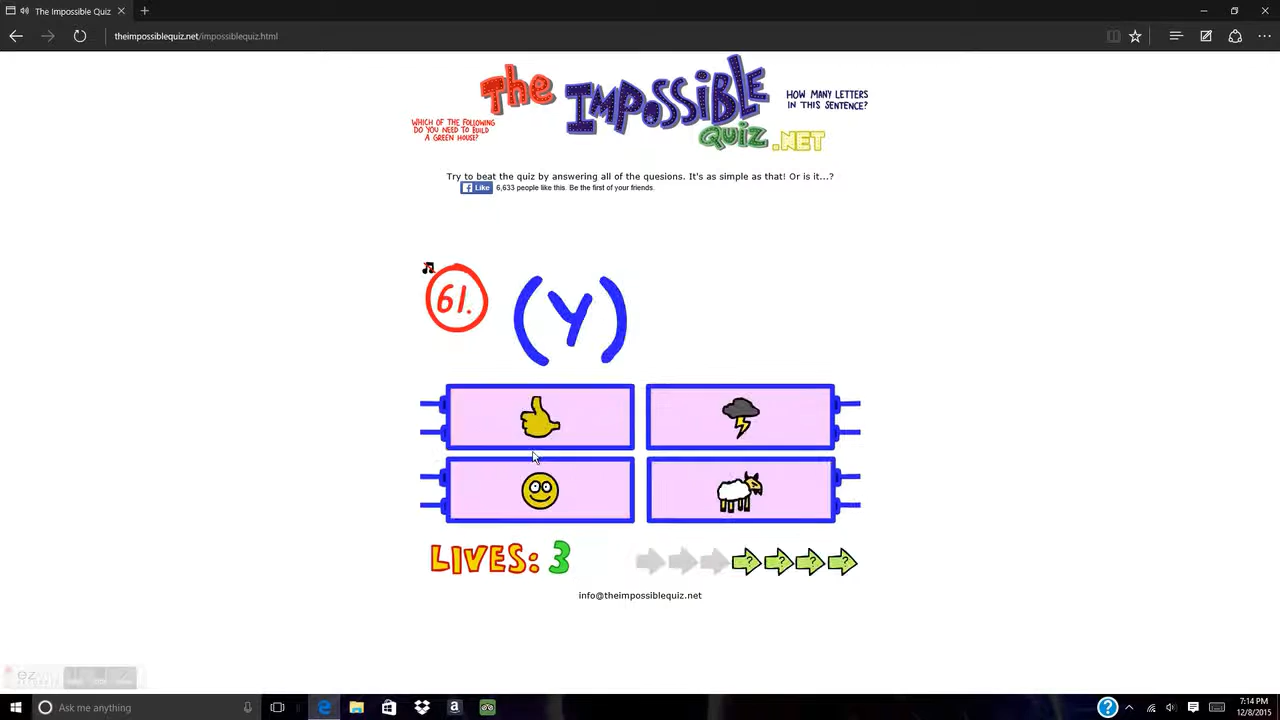 The Impossible Quiz
theimpossiblequiz.net/impossiblequiz.html
The IMPOSSIBLE QUIZ .NET
HOW MANY LETTERS
IN THIS SENTENCE?
WHICH OF THE FOLLOWING
DO YOU NEED TO BUILD
A GREEN HOUSE?
Try to beat the quiz by answering all of the quesions. It's as simple as that! Or is it...?
Like 6,633 people like this. Be the first of your friends.
61. (Y)
LIVES: 3
? ? ? ?
info@theimpossiblequiz.net
Ask me anything
7:14 PM
12/8/2015